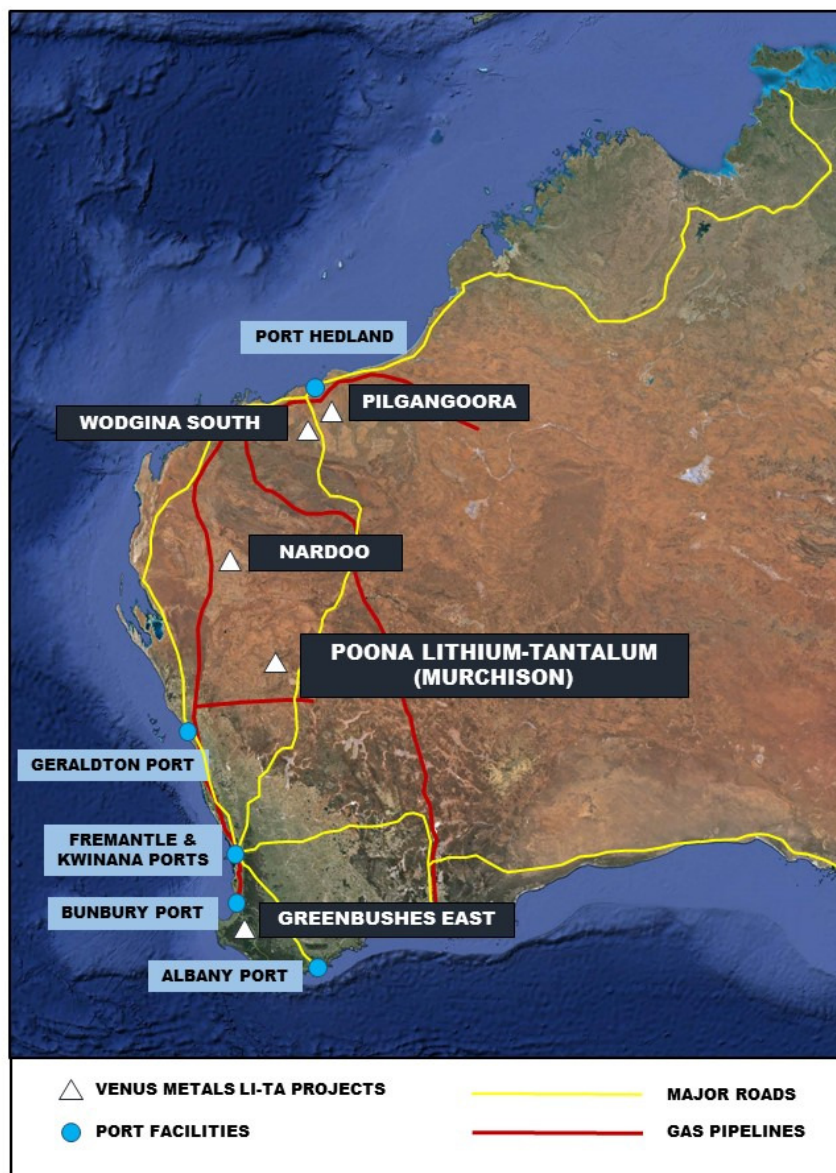 PORT HEDLAND
PILGANGOORA
WODGINA SOUTH
NARDOO
POONA LITHIUM-TANTALUM
(MURCHISON)
GERALDTON PORT
FREMANTLE &
KWINANA PORTS
BUNBURY PORT
GREENBUSHES EAST
ALBANY PORT
VENUS METALS LI-TA PROJECTS
MAJOR ROADS
PORT FACILITIES
GAS PIPELINES